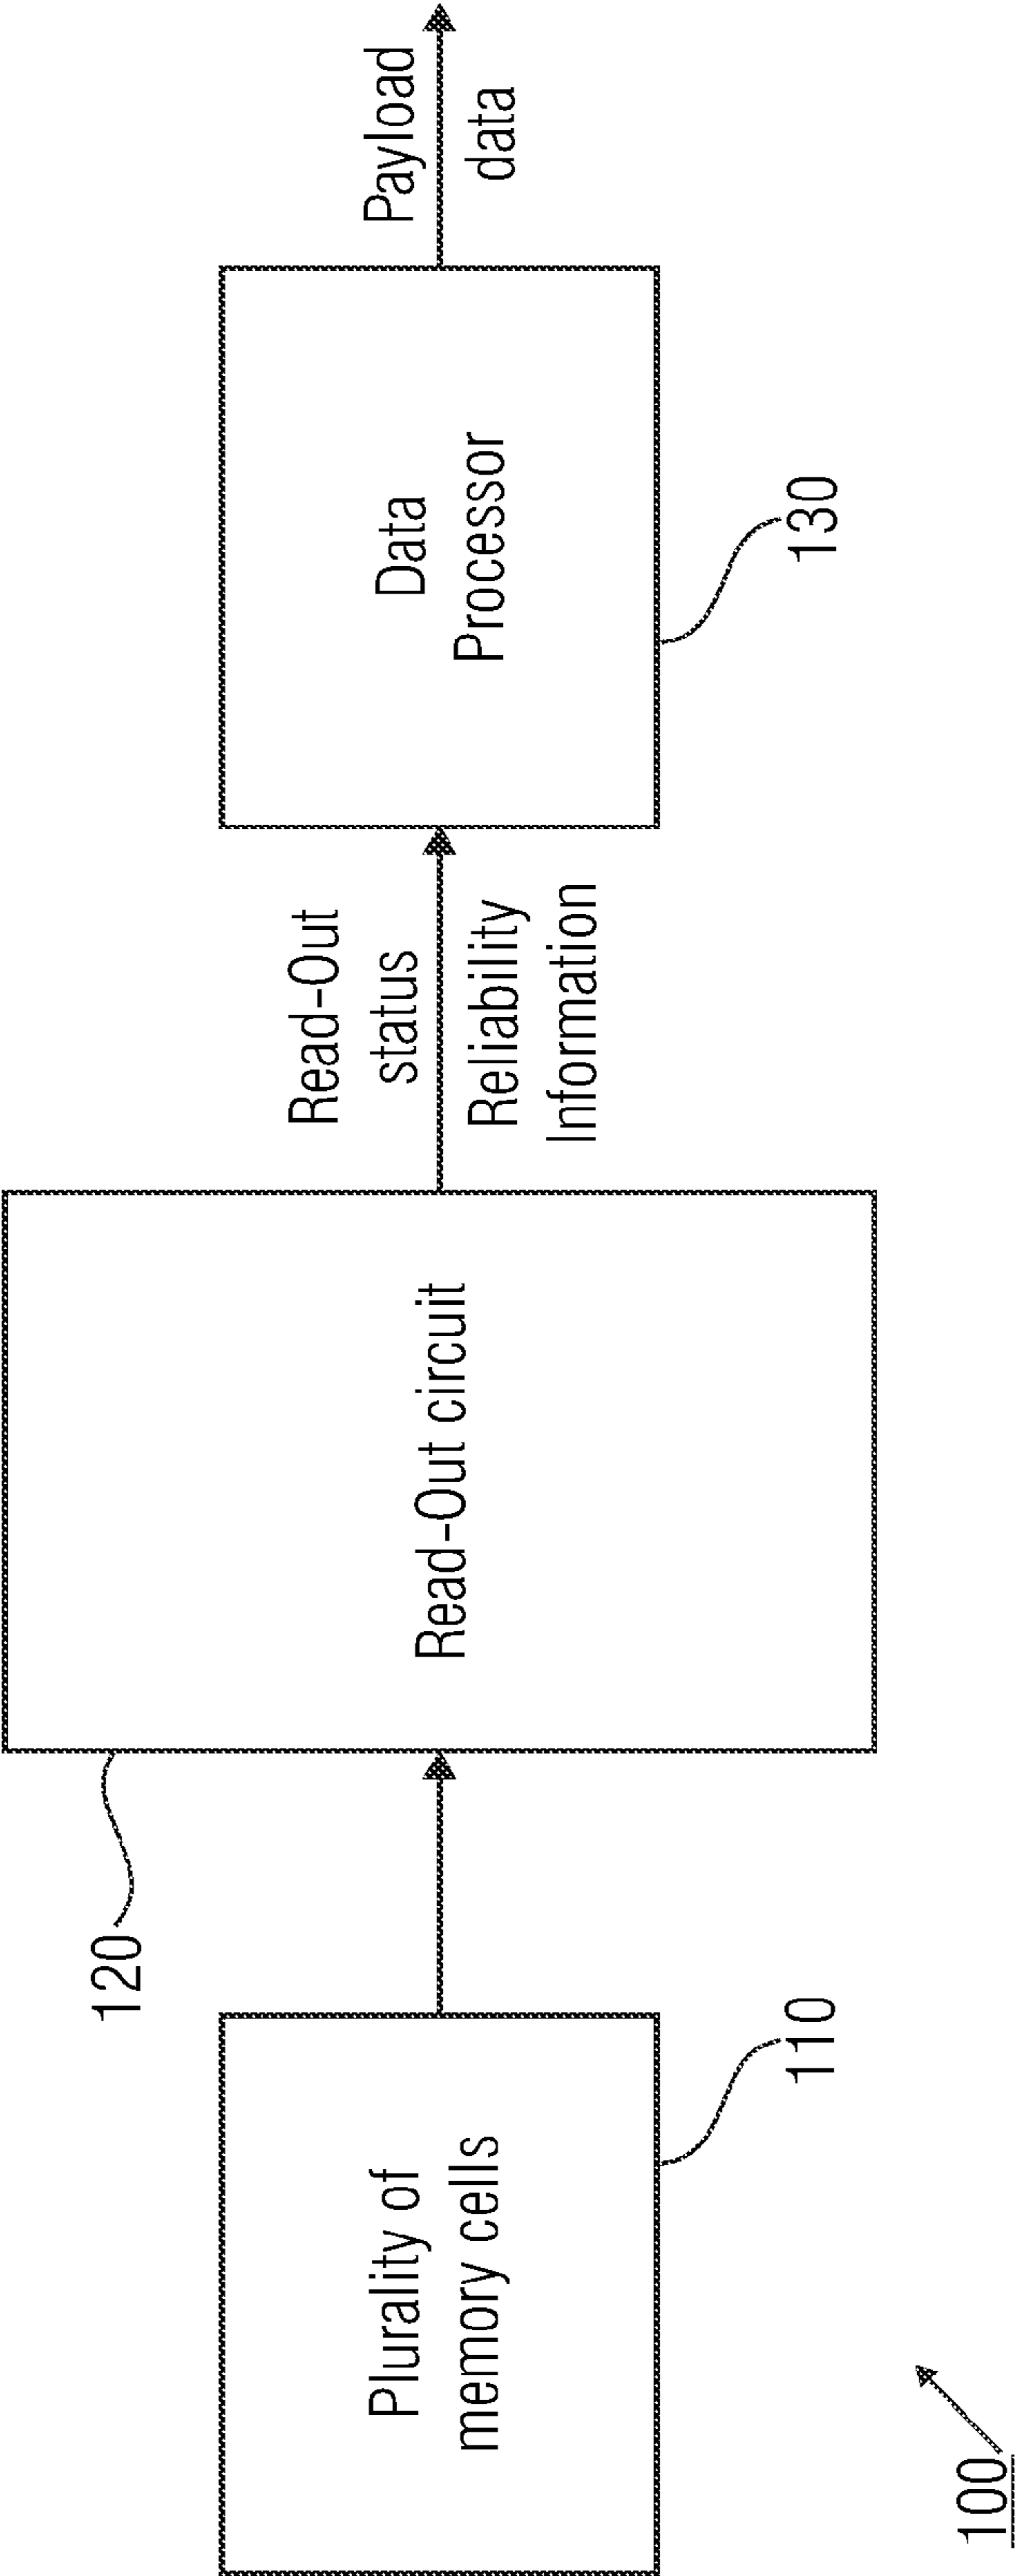 Plurality of
memory cells
110
120
Read-Out circuit
Read-Out
status
Reliability
Information
Data
Processor
130
Payload
data
100